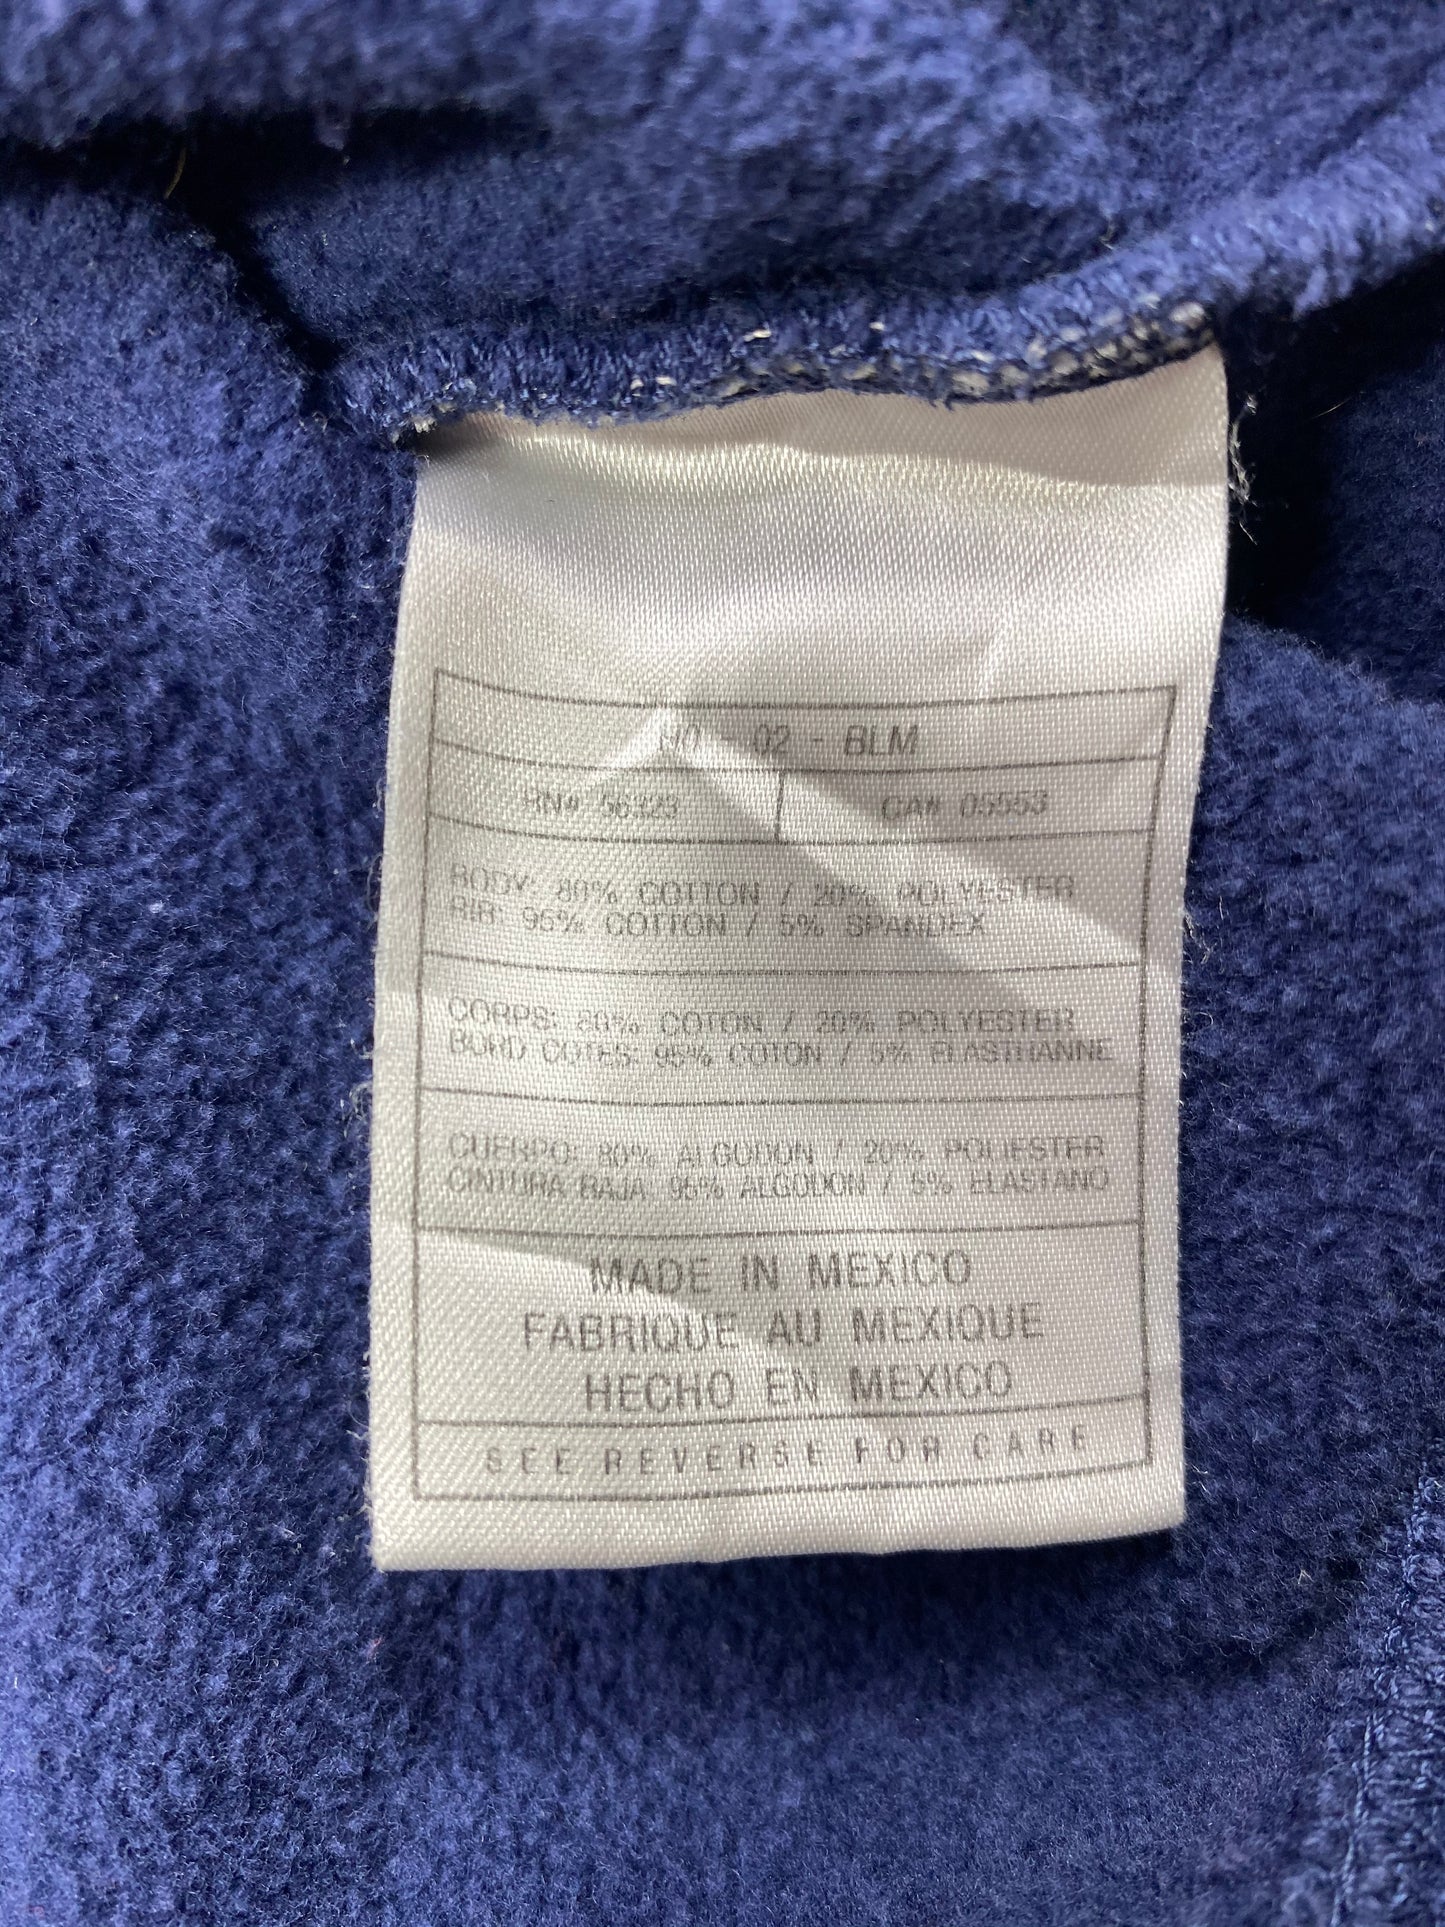 02 - BLM
RN# 56323 CA# 05553
BODY: 80% COTTON / 20% POLYESTER
RIB: 95% COTTON / 5% SPANDEX
CORPS: 80% COTON / 20% POLYESTER
BORD COTES: 95% COTON / 5% ELASTHANNE
CUERPO: 80% ALGODON / 20% POLIESTER
CINTURA BAJA: 95% ALGODON / 5% ELASTANO
MADE IN MEXICO
FABRIQUE AU MEXIQUE
HECHO EN MEXICO
SEE REVERSE FOR CARE